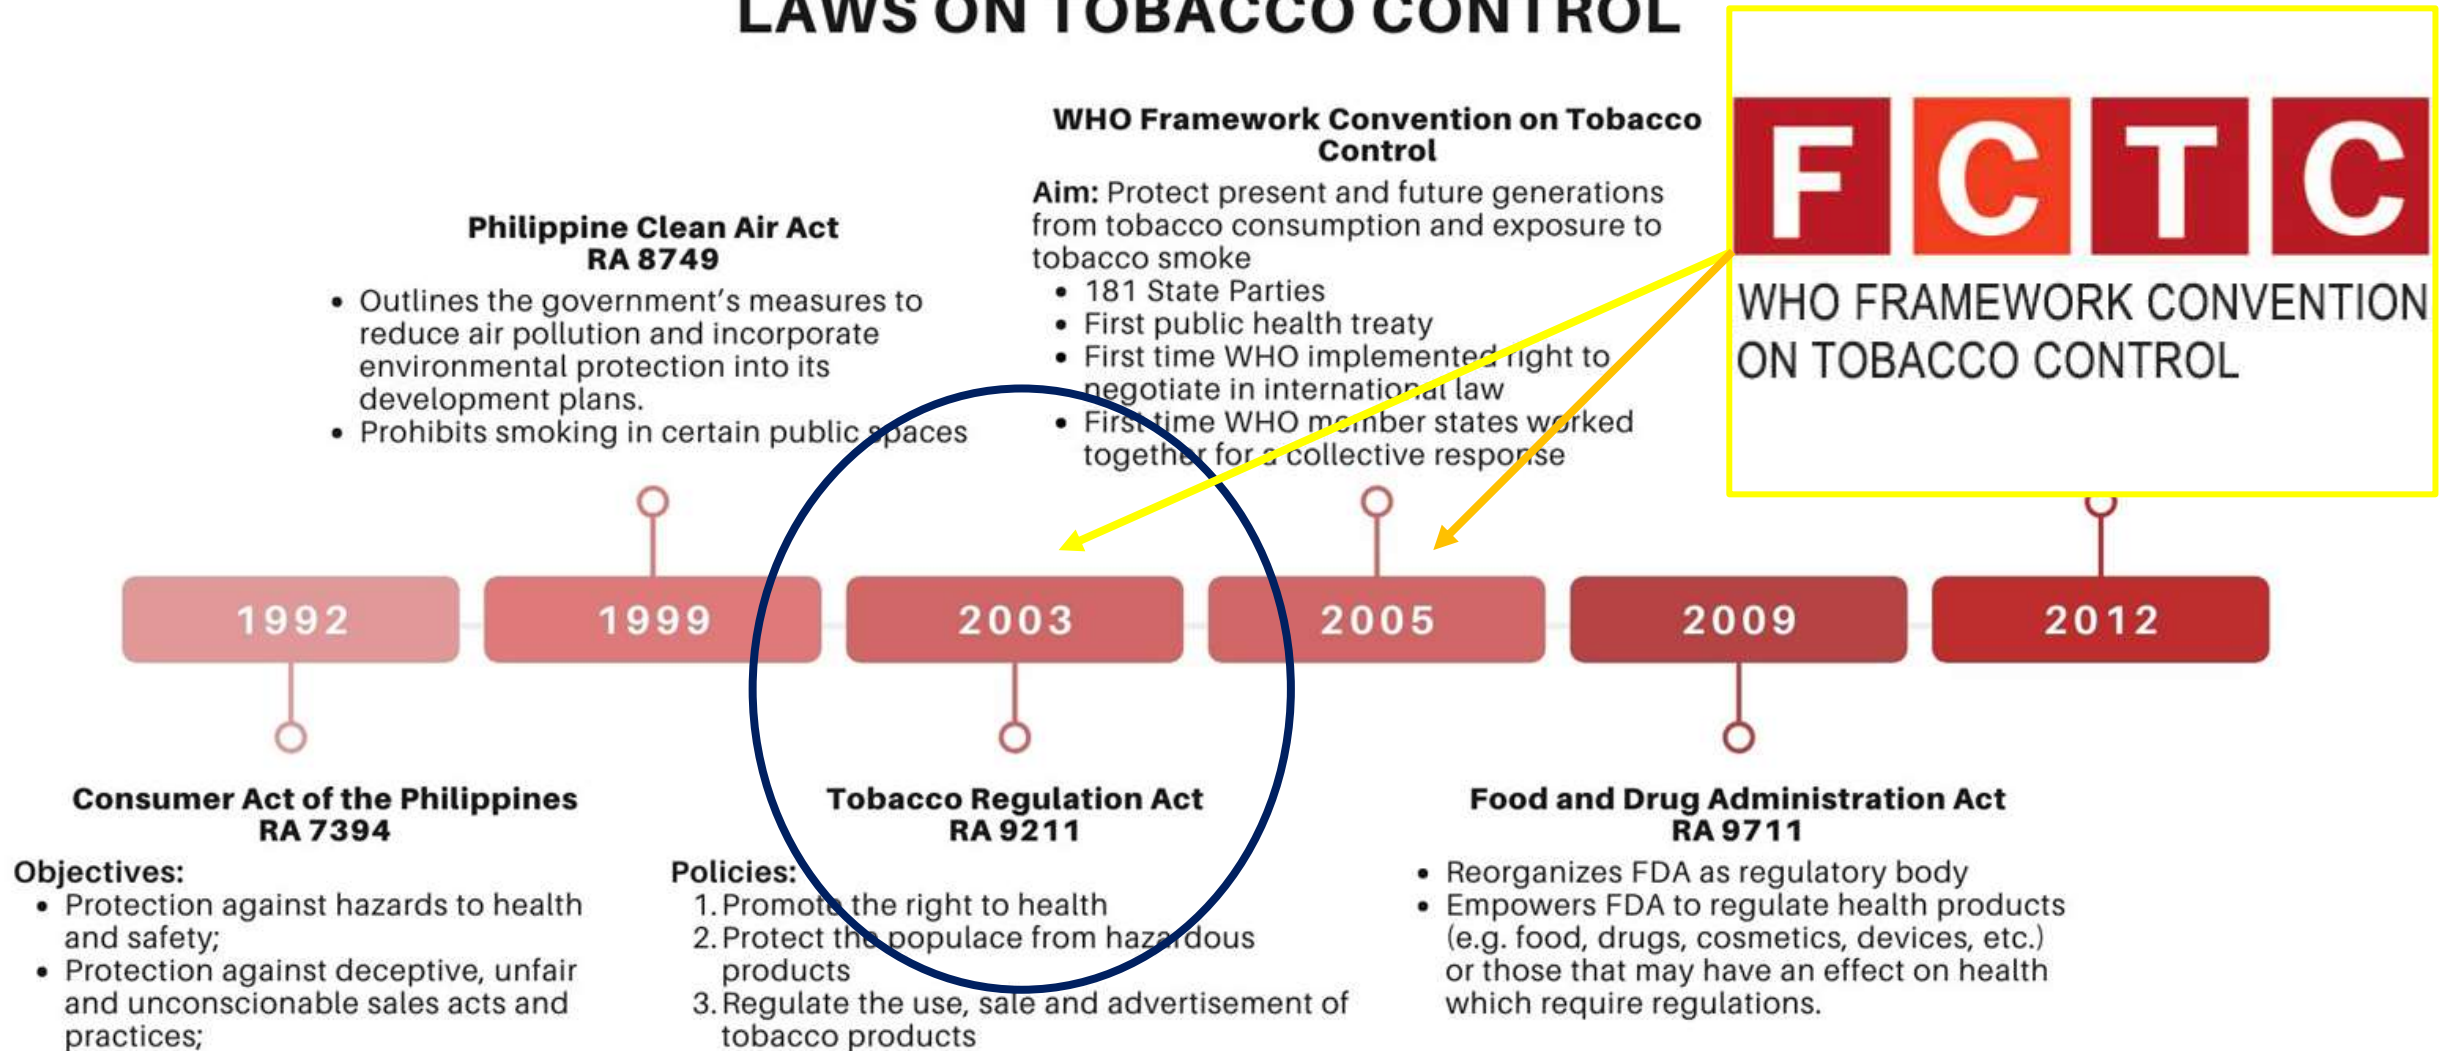 LAWS ON TOBACCO CONTROL
Philippine Clean Air Act
RA 8749
• Outlines the government's measures to
reduce air pollution and incorporate
environmental protection into its
development plans.
• Prohibits smoking in certain public spaces
WHO Framework Convention on Tobacco
Control
Aim: Protect present and future generations
from tobacco consumption and exposure to
tobacco smoke
• 181 State Parties
• First public health treaty
• First time WHO implemented right to
negotiate in international law
• First time WHO member states worked
together for a collective response
F C T C
WHO FRAMEWORK CONVENTION
ON TOBACCO CONTROL
1992
1999
2003
2005
2009
2012
Consumer Act of the Philippines
RA 7394
Objectives:
• Protection against hazards to health
and safety;
• Protection against deceptive, unfair
and unconscionable sales acts and
practices;
Tobacco Regulation Act
RA 9211
Policies:
1. Promote the right to health
2. Protect the populace from hazardous
products
3. Regulate the use, sale and advertisement of
tobacco products
Food and Drug Administration Act
RA 9711
• Reorganizes FDA as regulatory body
• Empowers FDA to regulate health products
(e.g. food, drugs, cosmetics, devices, etc.)
or those that may have an effect on health
which require regulations.